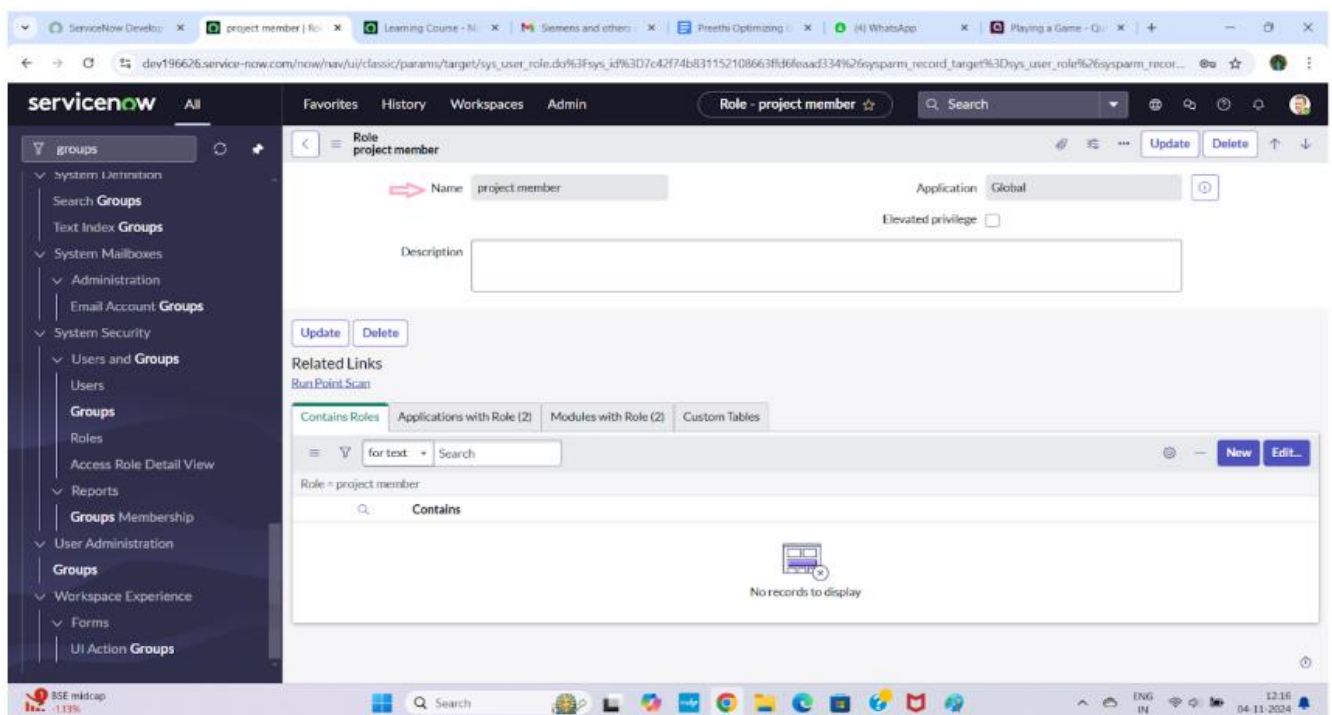 ServiceNow Develop
project member | Ro
Learning Course - N
Siemens and others
Preethi Optimizing
(4) WhatsApp
Playing a Game - Qu
dev196626.service-now.com/now/nav/ui/classic/params/target/sys_user_role.do%3Fsys_id%3D7c42f74b831152108663ffd6feaad334%26sysparm_record_target%3Dsys_user_role%26sysparm_recor...
servicenow All Favorites History Workspaces Admin Role - project member Search
groups
System Definition
Search Groups
Text Index Groups
System Mailboxes
Administration
Email Account Groups
System Security
Users and Groups
Users
Groups
Roles
Access Role Detail View
Reports
Groups Membership
User Administration
Groups
Workspace Experience
Forms
UI Action Groups
Role
project member
Update Delete
Name project member
Application Global
Elevated privilege
Description
Update Delete
Related Links
Run Point Scan
Contains Roles Applications with Role (2) Modules with Role (2) Custom Tables
for text Search New Edit...
Role = project member
Contains
No records to display
BSE midcap
-1.13%
Search
ENG
IN
12:16
04-11-2024